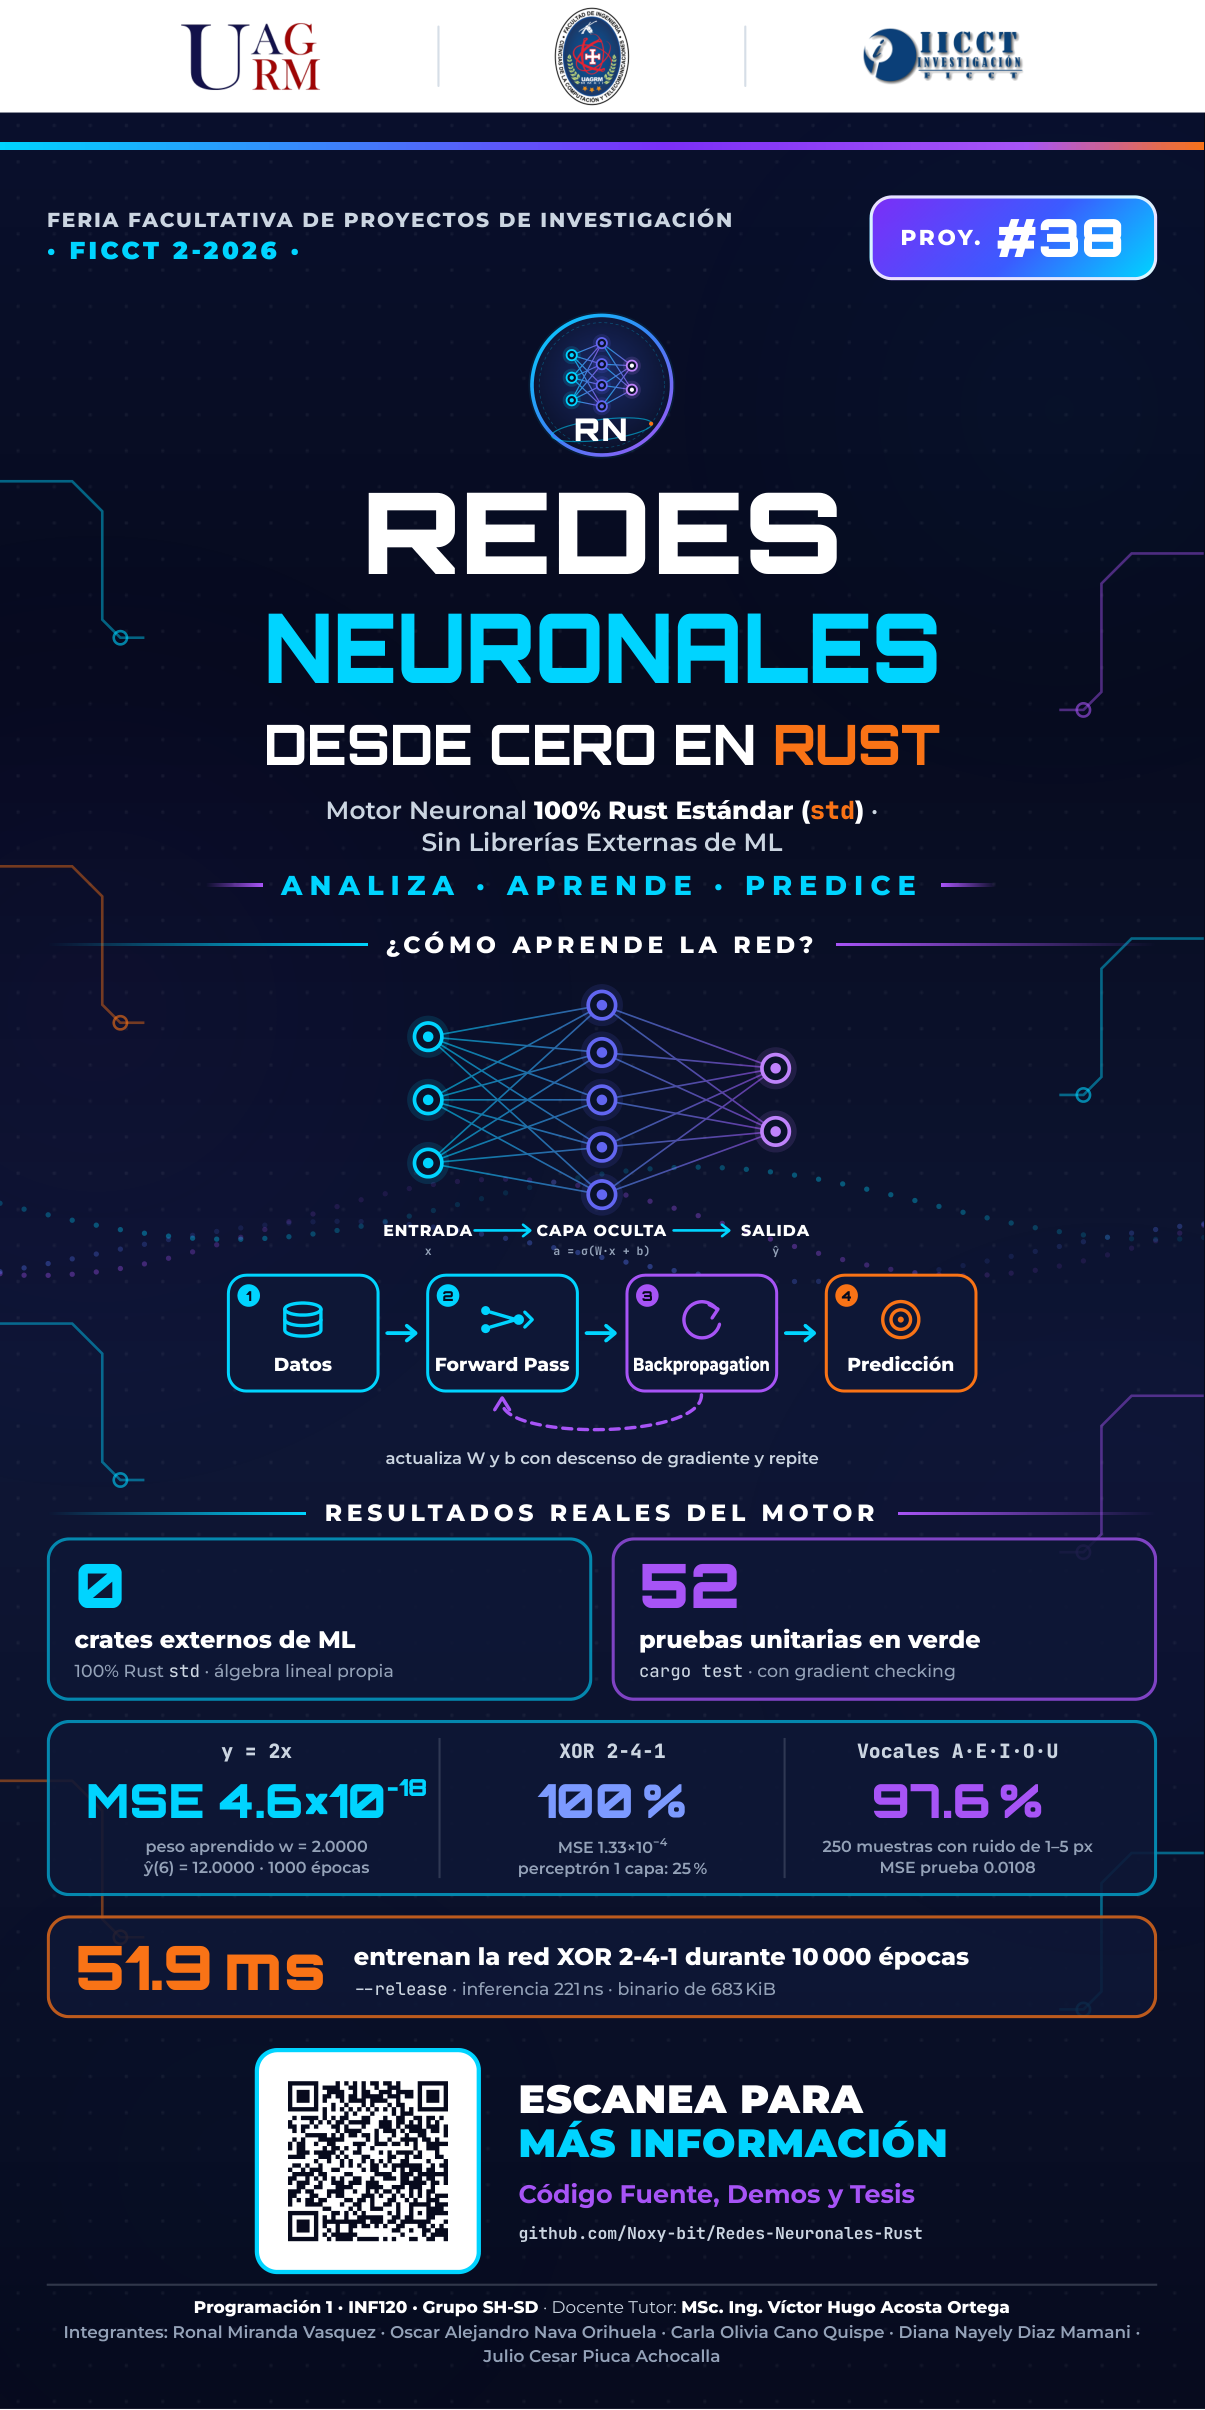 UAGRM
FACULTAD DE INGENIERÍA
CIENCIAS DE LA COMPUTACIÓN Y TELECOMUNICACIONES
UAGRM
IICCT
INVESTIGACIÓN
F I C C T
FERIA FACULTATIVA DE PROYECTOS DE INVESTIGACIÓN
· FICCT 2-2026 ·
PROY. #38
RN
REDES
NEURONALES
DESDE CERO EN RUST
Motor Neuronal 100% Rust Estándar (std) ·
Sin Librerías Externas de ML
ANALIZA · APRENDE · PREDICE
¿CÓMO APRENDE LA RED?
ENTRADA → CAPA OCULTA → SALIDA
x a = σ(W·x + b) ŷ
1 2 3 4
Datos → Forward Pass → Backpropagation → Predicción
actualiza W y b con descenso de gradiente y repite
RESULTADOS REALES DEL MOTOR
0
crates externos de ML
100% Rust std · álgebra lineal propia
52
pruebas unitarias en verde
cargo test · con gradient checking
y = 2x
MSE 4.6x10⁻¹⁸
peso aprendido w = 2.0000
ŷ(6) = 12.0000 · 1000 épocas
XOR 2-4-1
100 %
MSE 1.33×10⁻⁴
perceptrón 1 capa: 25 %
Vocales A·E·I·O·U
97.6 %
250 muestras con ruido de 1–5 px
MSE prueba 0.0108
51.9 ms
entrenan la red XOR 2-4-1 durante 10 000 épocas
--release · inferencia 221 ns · binario de 683 KiB
ESCANEA PARA
MÁS INFORMACIÓN
Código Fuente, Demos y Tesis
github.com/Noxy-bit/Redes-Neuronales-Rust
Programación 1 · INF120 · Grupo SH-SD · Docente Tutor: MSc. Ing. Víctor Hugo Acosta Ortega
Integrantes: Ronal Miranda Vasquez · Oscar Alejandro Nava Orihuela · Carla Olivia Cano Quispe · Diana Nayely Diaz Mamani ·
Julio Cesar Piuca Achocalla